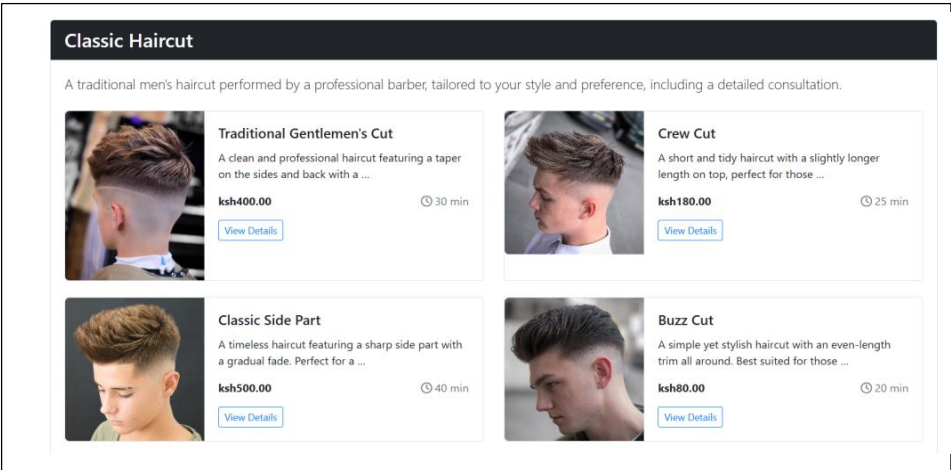 Classic Haircut
A traditional men's haircut performed by a professional barber, tailored to your style and preference, including a detailed consultation.
Traditional Gentlemen's Cut
A clean and professional haircut featuring a taper
on the sides and back with a ...
ksh400.00 30 min
View Details
Crew Cut
A short and tidy haircut with a slightly longer
length on top, perfect for those ...
ksh180.00 25 min
View Details
Classic Side Part
A timeless haircut featuring a sharp side part with
a gradual fade. Perfect for a ...
ksh500.00 40 min
View Details
Buzz Cut
A simple yet stylish haircut with an even-length
trim all around. Best suited for those ...
ksh80.00 20 min
View Details